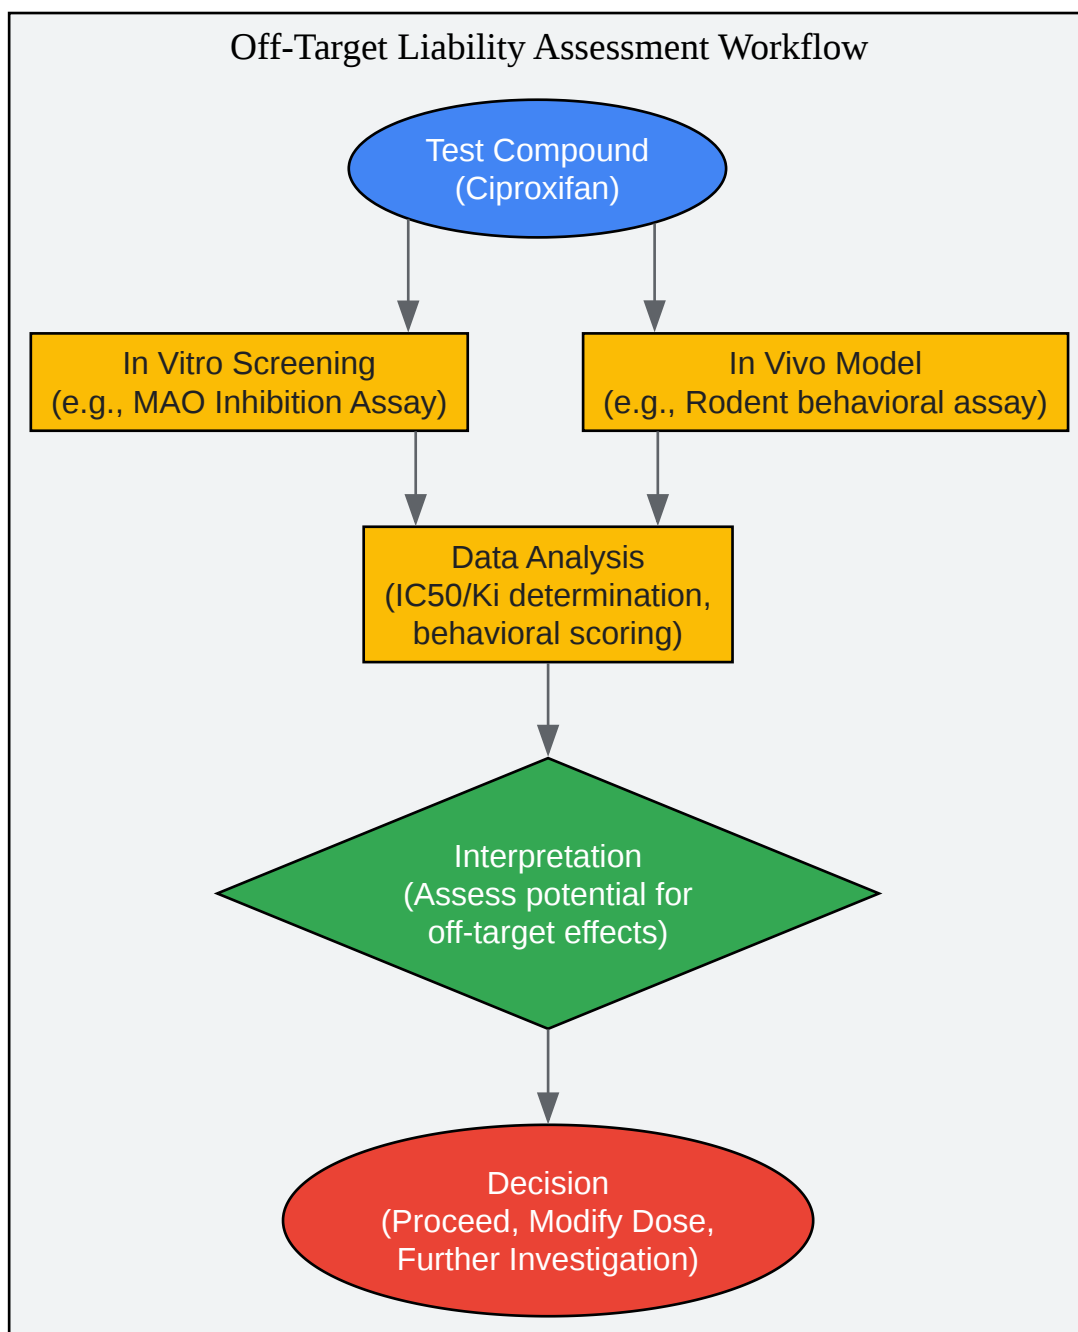 Off-Target Liability Assessment Workflow
Test Compound
(Ciproxifan)
In Vitro Screening
(e.g., MAO Inhibition Assay)
In Vivo Model
(e.g., Rodent behavioral assay)
Data Analysis
(IC50/Ki determination,
behavioral scoring)
Interpretation
(Assess potential for
off-target effects)
Decision
(Proceed, Modify Dose,
Further Investigation)